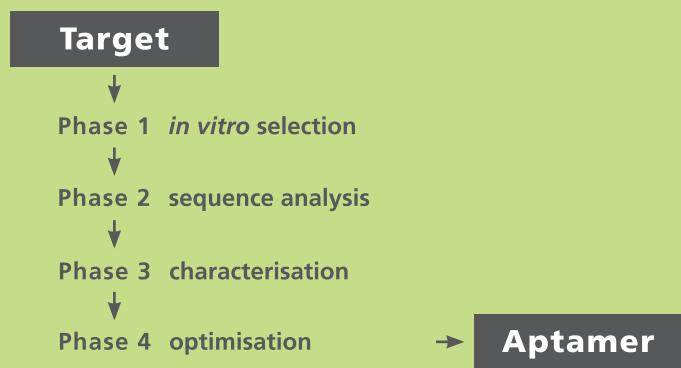 Target
Phase 1 in vitro selection
Phase 2 sequence analysis
Phase 3 characterisation
Phase 4 optimisation
Aptamer